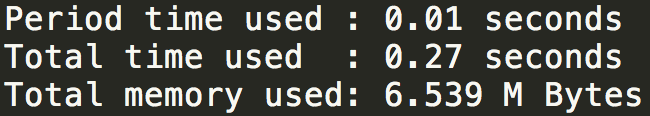 Period time used : 0.01 seconds
Total time used  : 0.27 seconds
Total memory used: 6.539 M Bytes